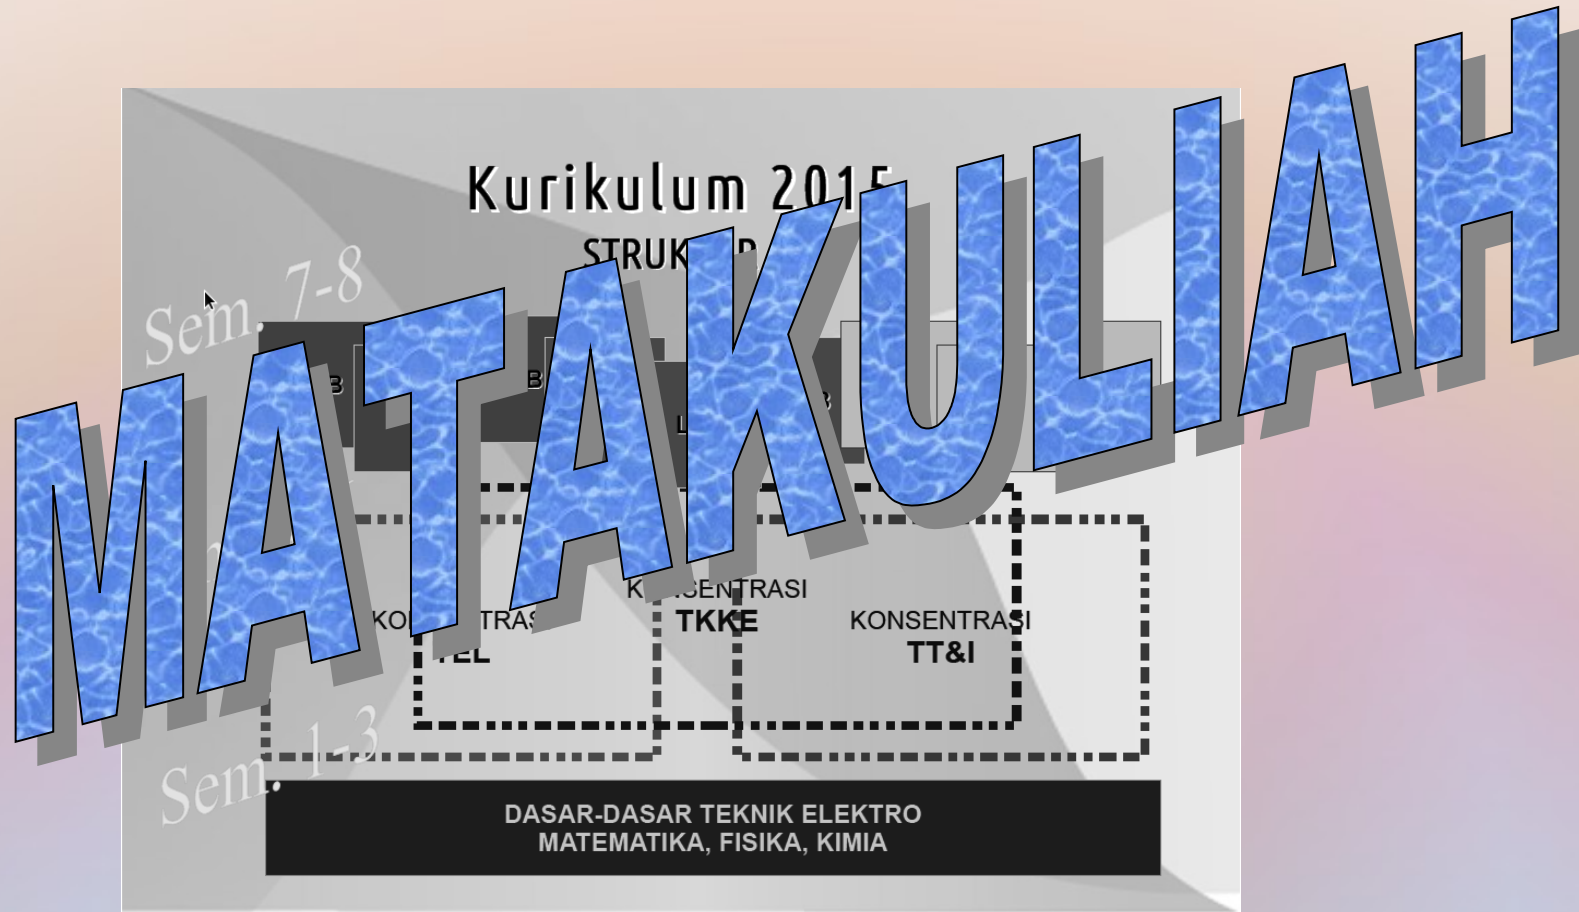 MATAKULIAH
Kurikulum 2015
Sem. 7-8
B
B
KONSENTRASI
TKKE
KONSENTRASI
TT&I
TEL
Sem. 1-3
DASAR-DASAR TEKNIK ELEKTRO
MATEMATIKA, FISIKA, KIMIA